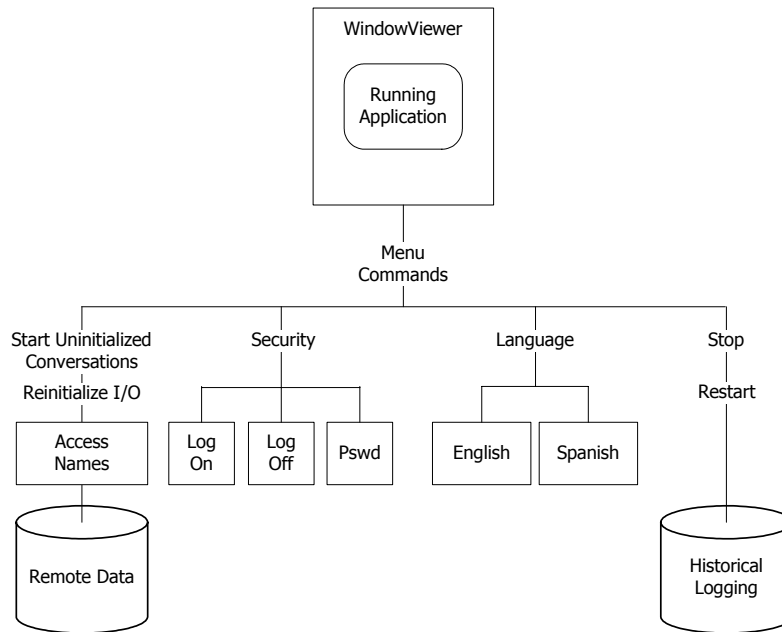 WindowViewer
Running
Application
Menu
Commands
Start Uninitialized
Conversations
Reinitialize I/O
Access
Names
Remote Data
Security
Log
On
Log
Off
Pswd
Language
English
Spanish
Stop
Restart
Historical
Logging